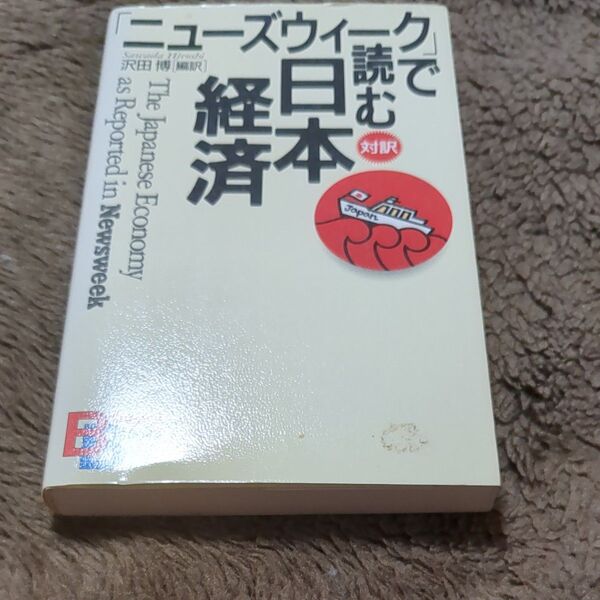 「ニューズウィーク」で
読む
日本
経済
対訳
Sawada Hiroshi
沢田 博[編訳]
The Japanese Economy
as Reported in Newsweek
Japan